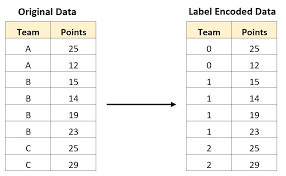 Original Data
Label Encoded Data
Team Points
Team Points
A 25
0 25
A 12
0 12
B 15
1 15
B 14
1 14
B 19
1 19
B 23
1 23
C 25
2 25
C 29
2 29